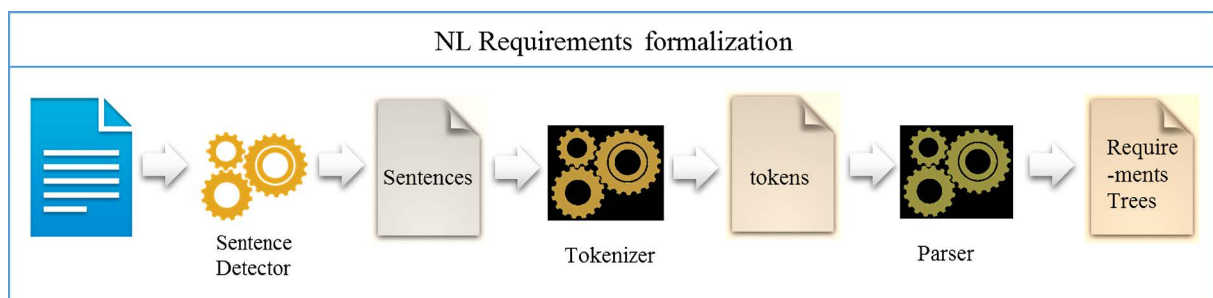 NL Requirements formalization
Sentences
tokens
Require
-ments
Trees
Sentence
Detector
Tokenizer
Parser